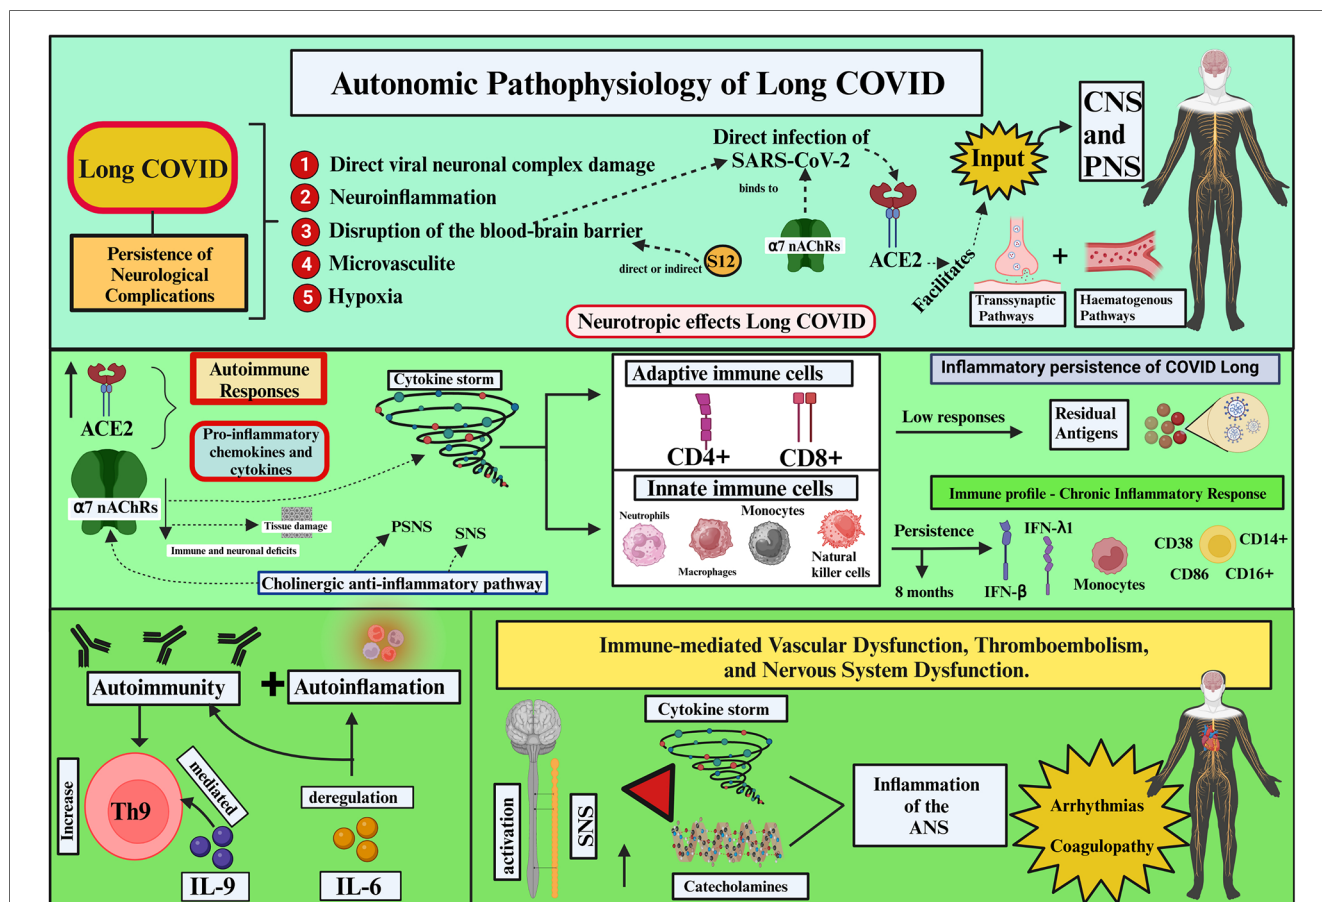 Autonomic Pathophysiology of Long COVID
Long COVID
Persistence of
Neurological
Complications
1 Direct viral neuronal complex damage
2 Neuroinflammation
3 Disruption of the blood-brain barrier
4 Microvasculite
5 Hypoxia
direct or indirect
S12
Direct infection of
SARS-CoV-2
binds to
α7 nAChRs
ACE2
Facilitates
Input
CNS
and
PNS
Transsynaptic
Pathways
+
Haematogenous
Pathways
Neurotropic effects Long COVID
ACE2
Autoimmune
Responses
Pro-inflammatory
chemokines and
cytokines
α7 nAChRs
Tissue damage
Immune and neuronal deficits
PSNS
SNS
Cholinergic anti-inflammatory pathway
Cytokine storm
Adaptive immune cells
CD4+
CD8+
Innate immune cells
Neutrophils
Macrophages
Monocytes
Natural
killer cells
Inflammatory persistence of COVID Long
Low responses
Residual
Antigens
Immune profile - Chronic Inflammatory Response
Persistence
8 months
IFN-β
IFN-λ1
Monocytes
CD38
CD14+
CD86
CD16+
Autoimmunity
+
Autoinflamation
Increase
Th9
mediated
IL-9
deregulation
IL-6
Immune-mediated Vascular Dysfunction, Thromboembolism,
and Nervous System Dysfunction.
activation
SNS
Cytokine storm
Catecholamines
Inflammation
of the
ANS
Arrhythmias
Coagulopathy